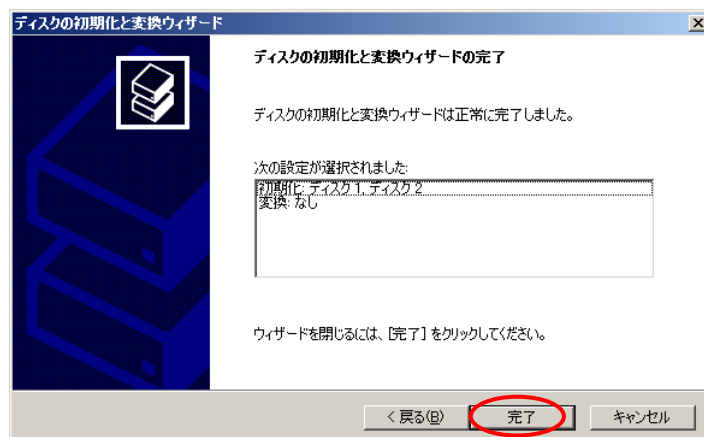 ディスクの初期化と変換ウィザード
ディスクの初期化と変換ウィザードの完了
ディスクの初期化と変換ウィザードは正常に完了しました。
次の設定が選択されました:
初期化: ディスク 1, ディスク 2
変換: なし
ウィザードを閉じるには、[完了] をクリックしてください。
< 戻る(B)
完了
キャンセル